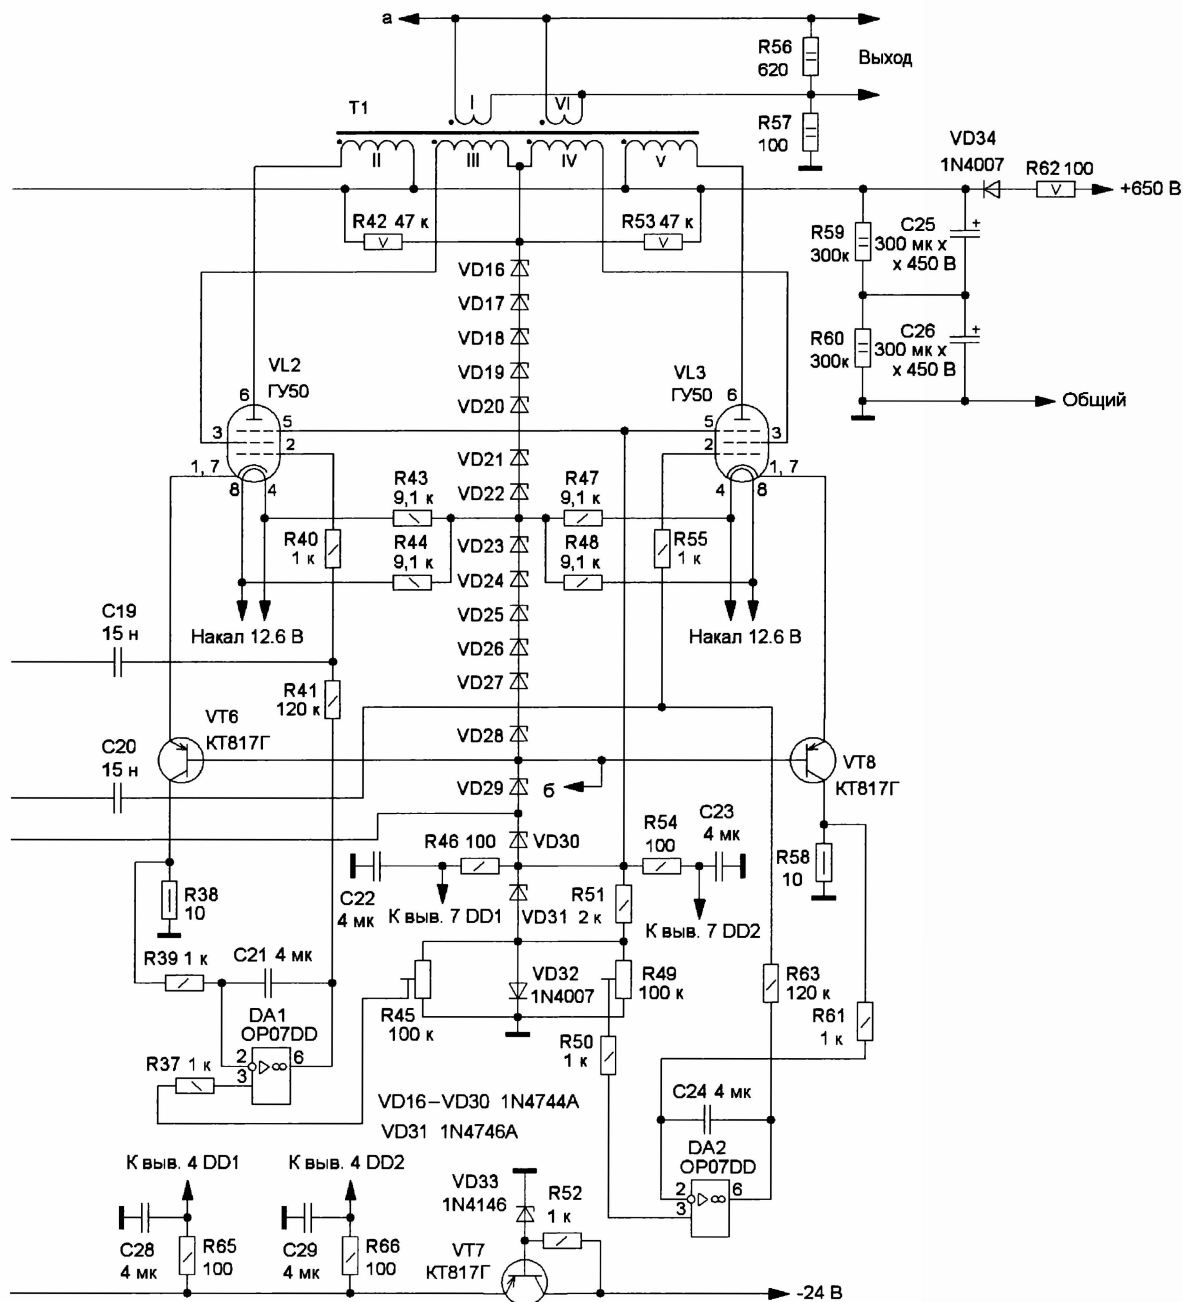 а
R56
620
Выход
T1
I
VI
R57
100
II
III
IV
V
VD34
1N4007
R62 100
+650 В
R42 47 к
R53 47 к
R59
300к
C25
300 мк х
х 450 В
VD16
VD17
VD18
VD19
VD20
R60
300к
C26
300 мк х
х 450 В
Общий
VL2
ГУ50
VL3
ГУ50
6
5
3
2
1, 7
8
4
6
5
2
3
1, 7
4
8
VD21
VD22
R43
9,1 к
R47
9,1 к
R40
1 к
R44
9,1 к
VD23
R48
9,1 к
R55
1 к
VD24
VD25
VD26
VD27
Накал 12.6 В
Накал 12.6 В
C19
15 н
R41
120 к
VT6
КТ817Г
VD28
C20
15 н
VD29
б
VT8
КТ817Г
R46 100
VD30
R54
100
C23
4 мк
C22
4 мк
R38
10
R58
10
К выв. 7 DD1
VD31
R51
2 к
К выв. 7 DD2
R39 1 к
C21 4 мк
VD32
1N4007
R49
100 к
R63
120 к
DA1
OP07DD
R45
100 к
R50
1 к
R61
1 к
R37 1 к
2
3
6
VD16–VD30 1N4744A
VD31 1N4746A
C24 4 мк
DA2
OP07DD
2
3
6
К выв. 4 DD1
К выв. 4 DD2
VD33
1N4146
R52
1 к
C28
4 мк
R65
100
C29
4 мк
R66
100
VT7
КТ817Г
-24 В